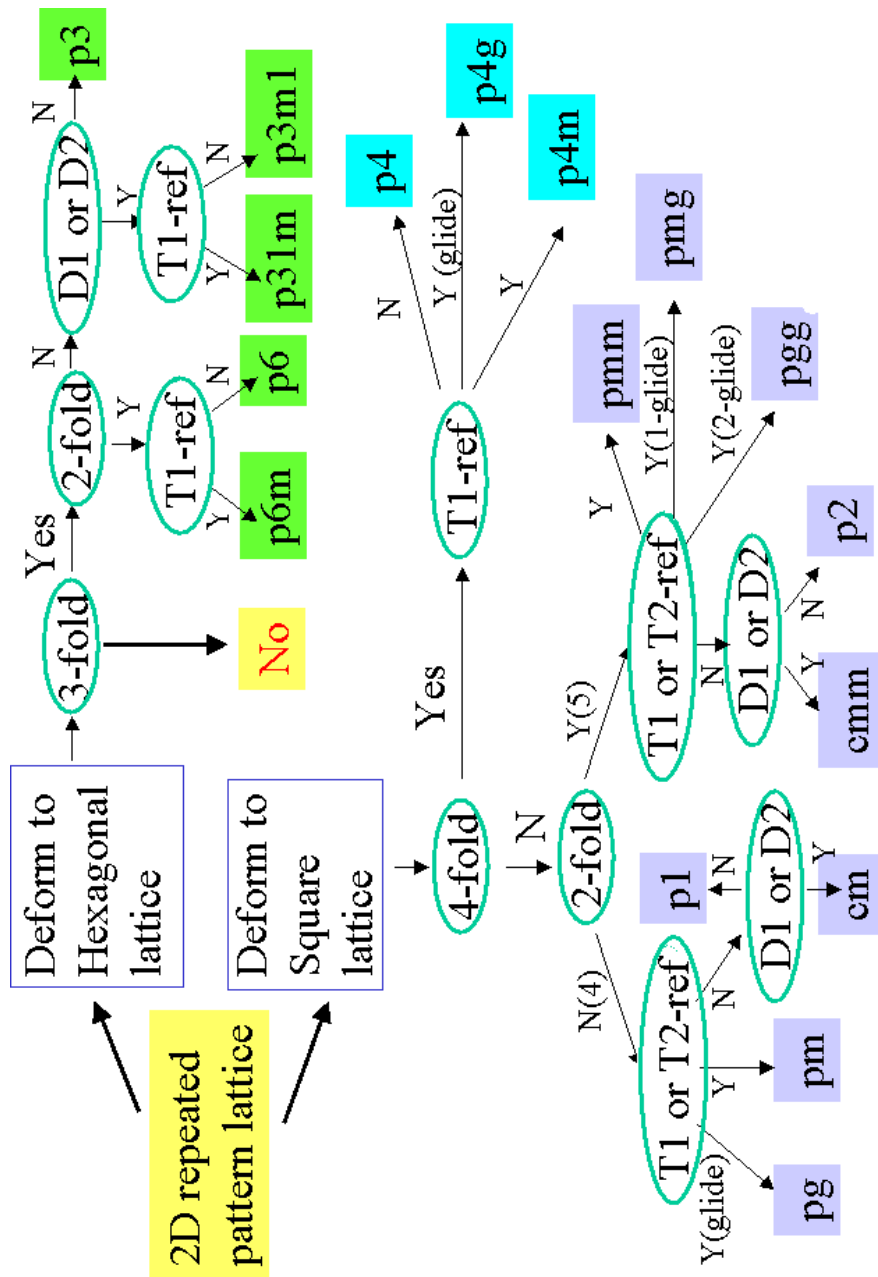 2D repeated
pattern lattice
Deform to
Hexagonal
lattice
3-fold
Yes
No
2-fold
Y
T1-ref
Y
p6m
N
p6
N
D1 or D2
N
p3
Y
T1-ref
Y
p31m
N
p3m1
Deform to
Square
lattice
4-fold
Yes
T1-ref
N
p4
Y (glide)
p4g
Y
p4m
N
2-fold
N(4)
T1 or T2-ref
Y(glide)
pg
Y
pm
N
D1 or D2
N
p1
Y
cm
Y(5)
T1 or T2-ref
Y
pmm
Y(1-glide)
pmg
Y(2-glide)
pgg
N
D1 or D2
Y
cmm
N
p2